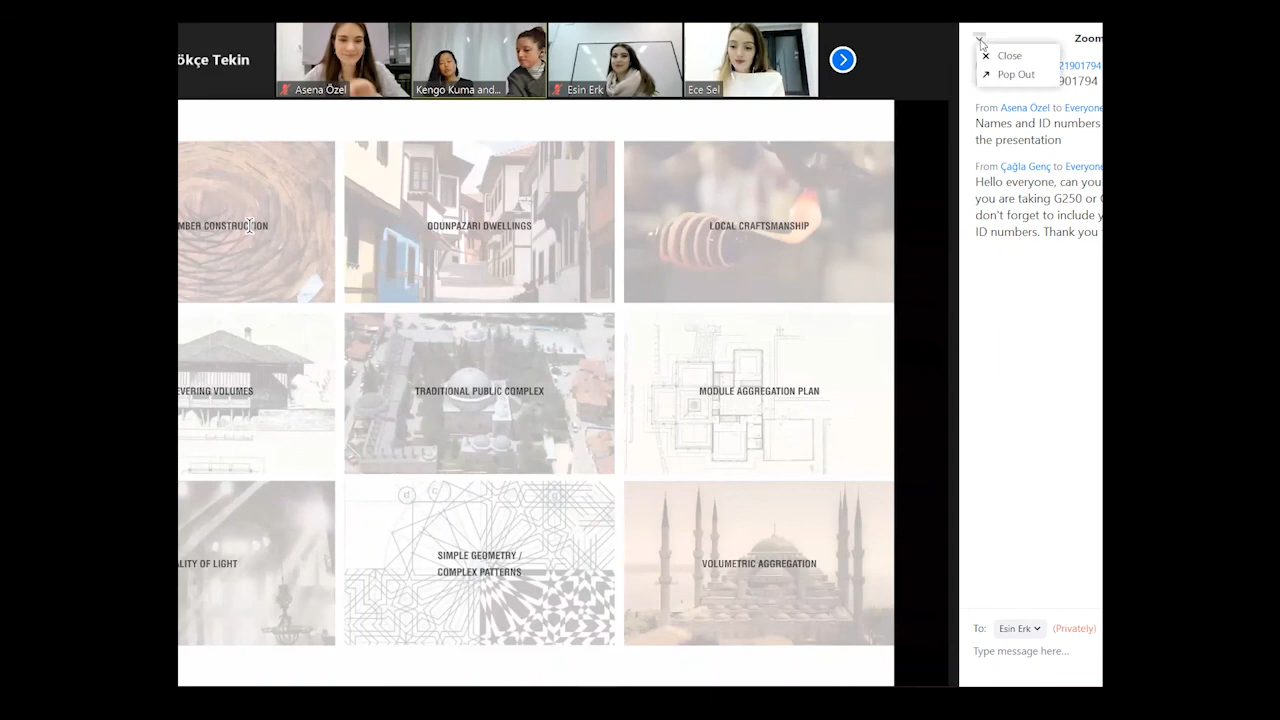 ökçe Tekin
Asena Özel
Kengo Kuma and...
Esin Erk
Ece Sel
MBER CONSTRUCTION
ODUNPAZARI DWELLINGS
LOCAL CRAFTSMANSHIP
EVERING VOLUMES
TRADITIONAL PUBLIC COMPLEX
MODULE AGGREGATION PLAN
ALITY OF LIGHT
SIMPLE GEOMETRY /
COMPLEX PATTERNS
VOLUMETRIC AGGREGATION
d
Zoom
Close
Pop Out
21901794
01794
From Asena Özel to Everyone
Names and ID numbers
the presentation
From Çağla Genç to Everyone
Hello everyone, can you
you are taking G250 or
don't forget to include y
ID numbers. Thank you
To: Esin Erk (Privately)
Type message here...